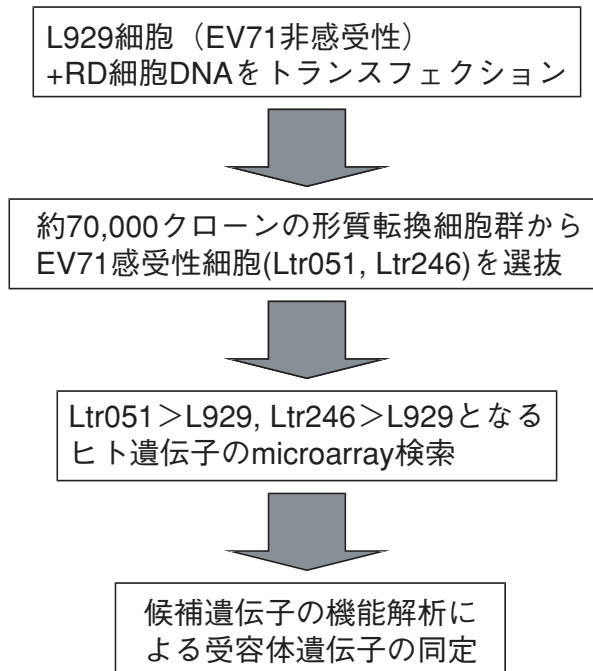 L929細胞（EV71非感受性）
+RD細胞DNAをトランスフェクション
約70,000クローンの形質転換細胞群から
EV71感受性細胞(Ltr051, Ltr246)を選抜
Ltr051＞L929, Ltr246＞L929となる
ヒト遺伝子のmicroarray検索
候補遺伝子の機能解析に
よる受容体遺伝子の同定